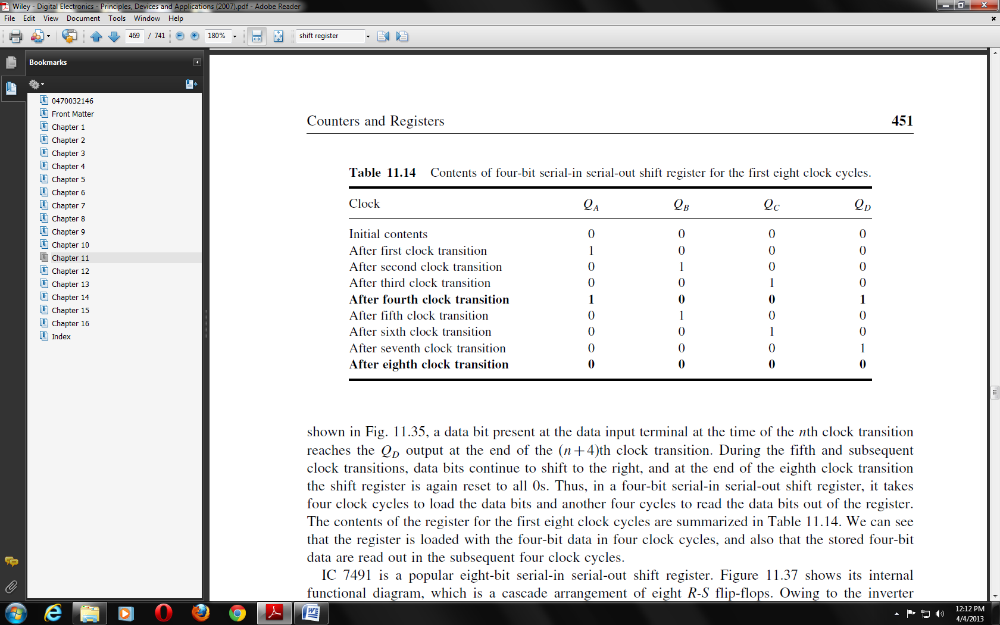 Wiley - Digital Electronics - Principles, Devices and Applications (2007).pdf - Adobe Reader
File Edit View Document Tools Window Help
469 / 741 180% shift register
Bookmarks
0470032146
Front Matter
Chapter 1
Chapter 2
Chapter 3
Chapter 4
Chapter 5
Chapter 6
Chapter 7
Chapter 8
Chapter 9
Chapter 10
Chapter 11
Chapter 12
Chapter 13
Chapter 14
Chapter 15
Chapter 16
Index
Counters and Registers 451
Table 11.14 Contents of four-bit serial-in serial-out shift register for the first eight clock cycles.
Clock Q_A Q_B Q_C Q_D
Initial contents 0 0 0 0
After first clock transition 1 0 0 0
After second clock transition 0 1 0 0
After third clock transition 0 0 1 0
After fourth clock transition 1 0 0 1
After fifth clock transition 0 1 0 0
After sixth clock transition 0 0 1 0
After seventh clock transition 0 0 0 1
After eighth clock transition 0 0 0 0
shown in Fig. 11.35, a data bit present at the data input terminal at the time of the nth clock transition
reaches the Q_D output at the end of the (n+4)th clock transition. During the fifth and subsequent
clock transitions, data bits continue to shift to the right, and at the end of the eighth clock transition
the shift register is again reset to all 0s. Thus, in a four-bit serial-in serial-out shift register, it takes
four clock cycles to load the data bits and another four cycles to read the data bits out of the register.
The contents of the register for the first eight clock cycles are summarized in Table 11.14. We can see
that the register is loaded with the four-bit data in four clock cycles, and also that the stored four-bit
data are read out in the subsequent four clock cycles.
IC 7491 is a popular eight-bit serial-in serial-out shift register. Figure 11.37 shows its internal
functional diagram, which is a cascade arrangement of eight R-S flip-flops. Owing to the inverter
12:12 PM
4/4/2013